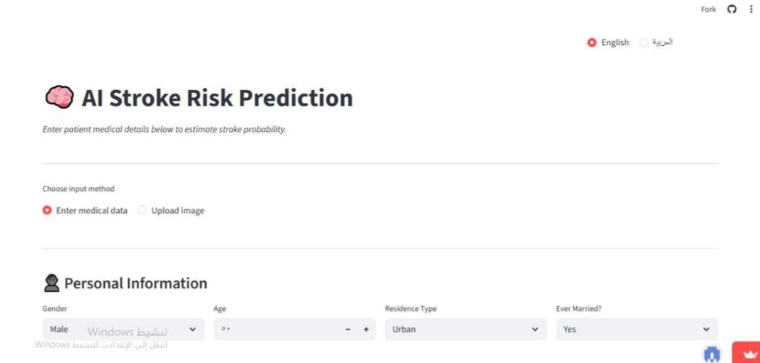 Fork
English العربية
AI Stroke Risk Prediction
Enter patient medical details below to estimate stroke probability.
Choose input method
Enter medical data Upload image
Personal Information
Gender Age Residence Type Ever Married?
Male ٥٠ − + Urban Yes
تنشيط Windows
انتقل إلى الإعدادات لتنشيط Windows.